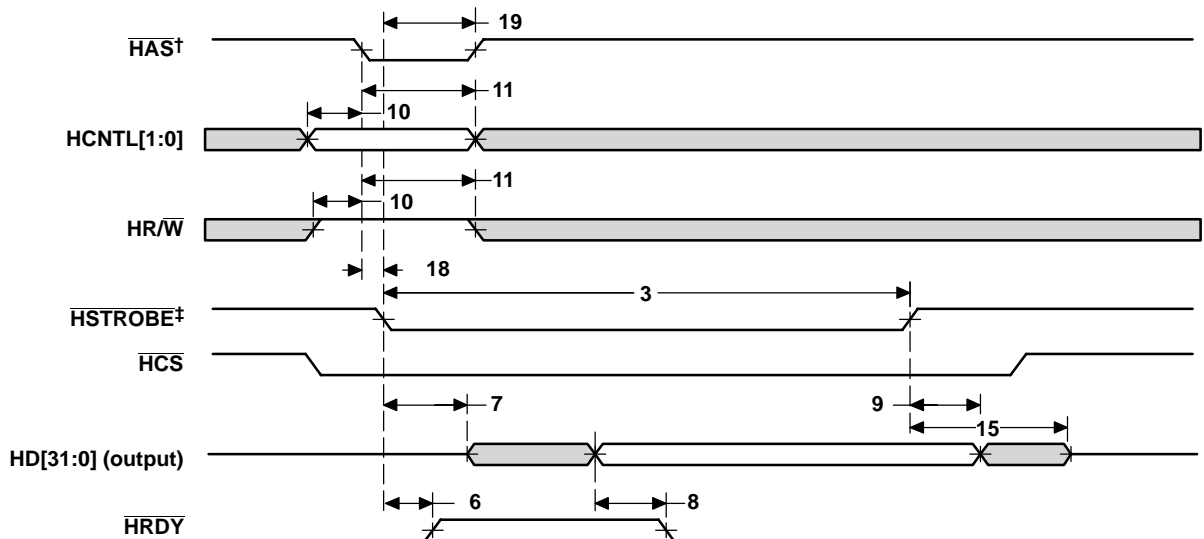 19
HAS†
11
10
HCNTL[1:0]
11
10
HR/W
18
3
HSTROBE‡
HCS
7
9
15
HD[31:0] (output)
6
8
HRDY